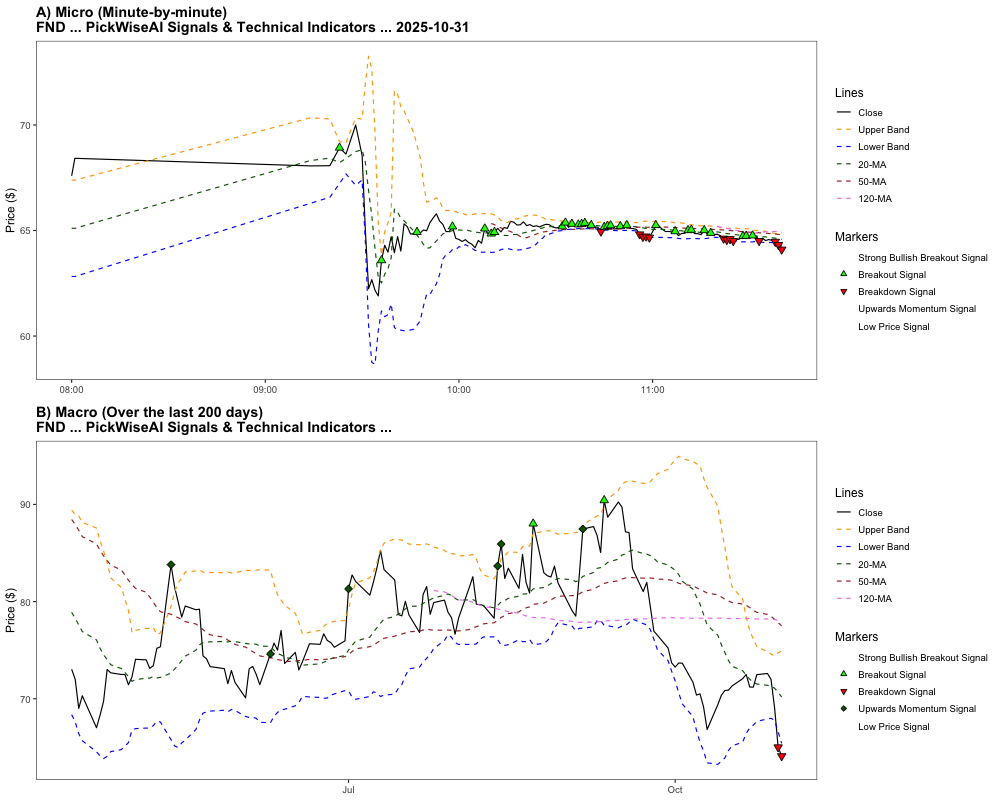 A) Micro (Minute-by-minute)
FND ... PickWiseAI Signals & Technical Indicators ... 2025-10-31
Price ($)
70
65
60
08:00
09:00
10:00
11:00
Lines
Close
Upper Band
Lower Band
20-MA
50-MA
120-MA
Markers
Strong Bullish Breakout Signal
Breakout Signal
Breakdown Signal
Upwards Momentum Signal
Low Price Signal
B) Macro (Over the last 200 days)
FND ... PickWiseAI Signals & Technical Indicators ...
Price ($)
90
80
70
Jul
Oct
Lines
Close
Upper Band
Lower Band
20-MA
50-MA
120-MA
Markers
Strong Bullish Breakout Signal
Breakout Signal
Breakdown Signal
Upwards Momentum Signal
Low Price Signal